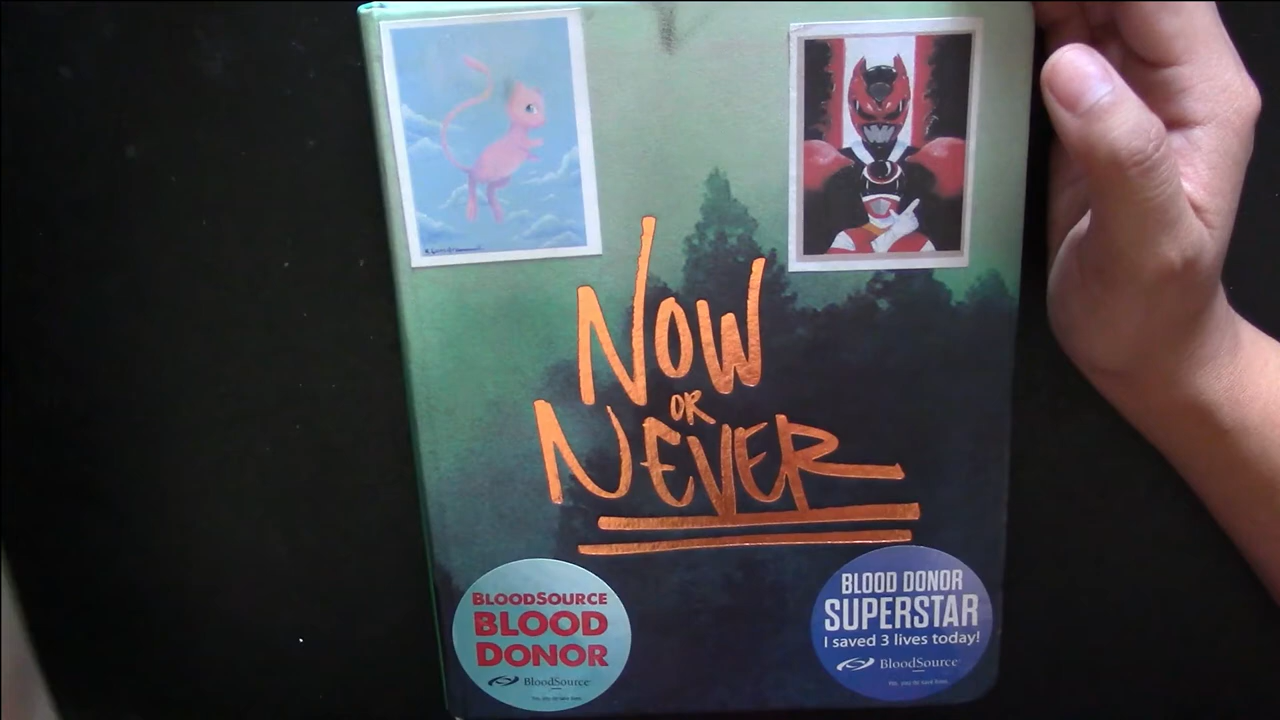 NOW
OR
NEVER
BLOODSOURCE
BLOOD
DONOR
BloodSource
BLOOD DONOR
SUPERSTAR
I saved 3 lives today!
BloodSource